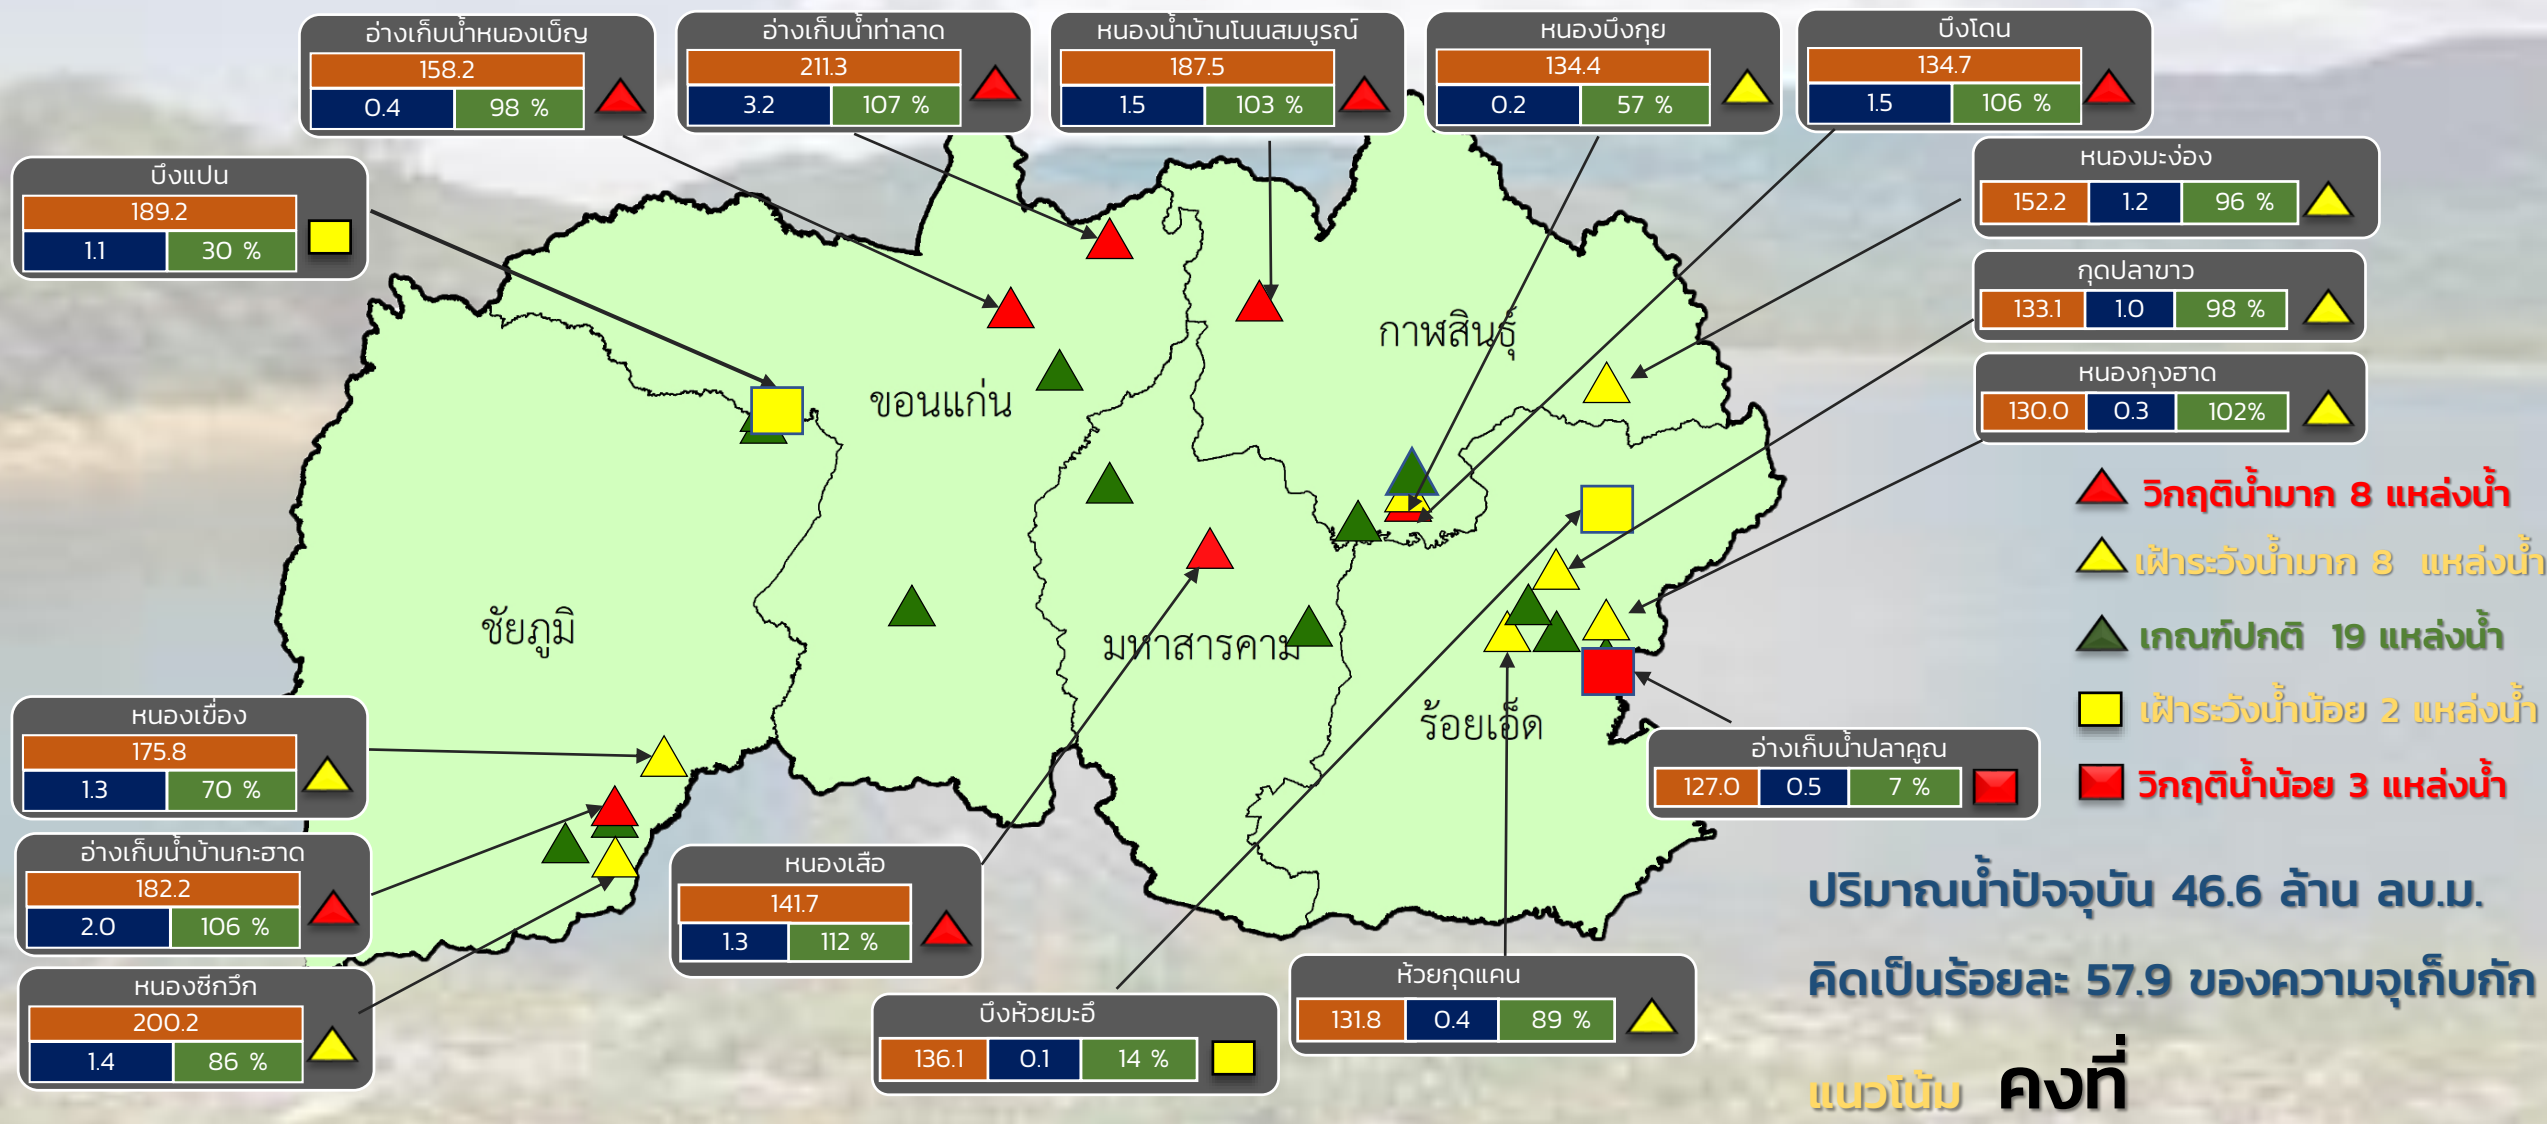 อ่างเก็บน้ำหนองเบ็ญ
158.2
0.4 98 %
อ่างเก็บน้ำท่าลาด
211.3
3.2 107 %
หนองน้ำบ้านโนนสมบูรณ์
187.5
1.5 103 %
หนองบึงกุย
134.4
0.2 57 %
บึงโดน
134.7
1.5 106 %
บึงแปน
189.2
1.1 30 %
หนองมะง่อง
152.2 1.2 96 %
กุดปลาขาว
133.1 1.0 98 %
หนองกุงฮาด
130.0 0.3 102%
กาฬสินธุ์
ขอนแก่น
ชัยภูมิ
มหาสารคาม
ร้อยเอ็ด
วิกฤติน้ำมาก 8 แหล่งน้ำ
เฝ้าระวังน้ำมาก 8 แหล่งน้ำ
เกณฑ์ปกติ 19 แหล่งน้ำ
เฝ้าระวังน้ำน้อย 2 แหล่งน้ำ
วิกฤติน้ำน้อย 3 แหล่งน้ำ
หนองเขื่อง
175.8
1.3 70 %
อ่างเก็บน้ำปลาคูณ
127.0 0.5 7 %
อ่างเก็บน้ำบ้านกะฮาด
182.2
2.0 106 %
หนองเสือ
141.7
1.3 112 %
หนองซีกวึก
200.2
1.4 86 %
บึงห้วยมะอึ
136.1 0.1 14 %
ห้วยกุดแคน
131.8 0.4 89 %
ปริมาณน้ำปัจจุบัน 46.6 ล้าน ลบ.ม.
คิดเป็นร้อยละ 57.9 ของความจุเก็บกัก
แนวโน้ม คงที่